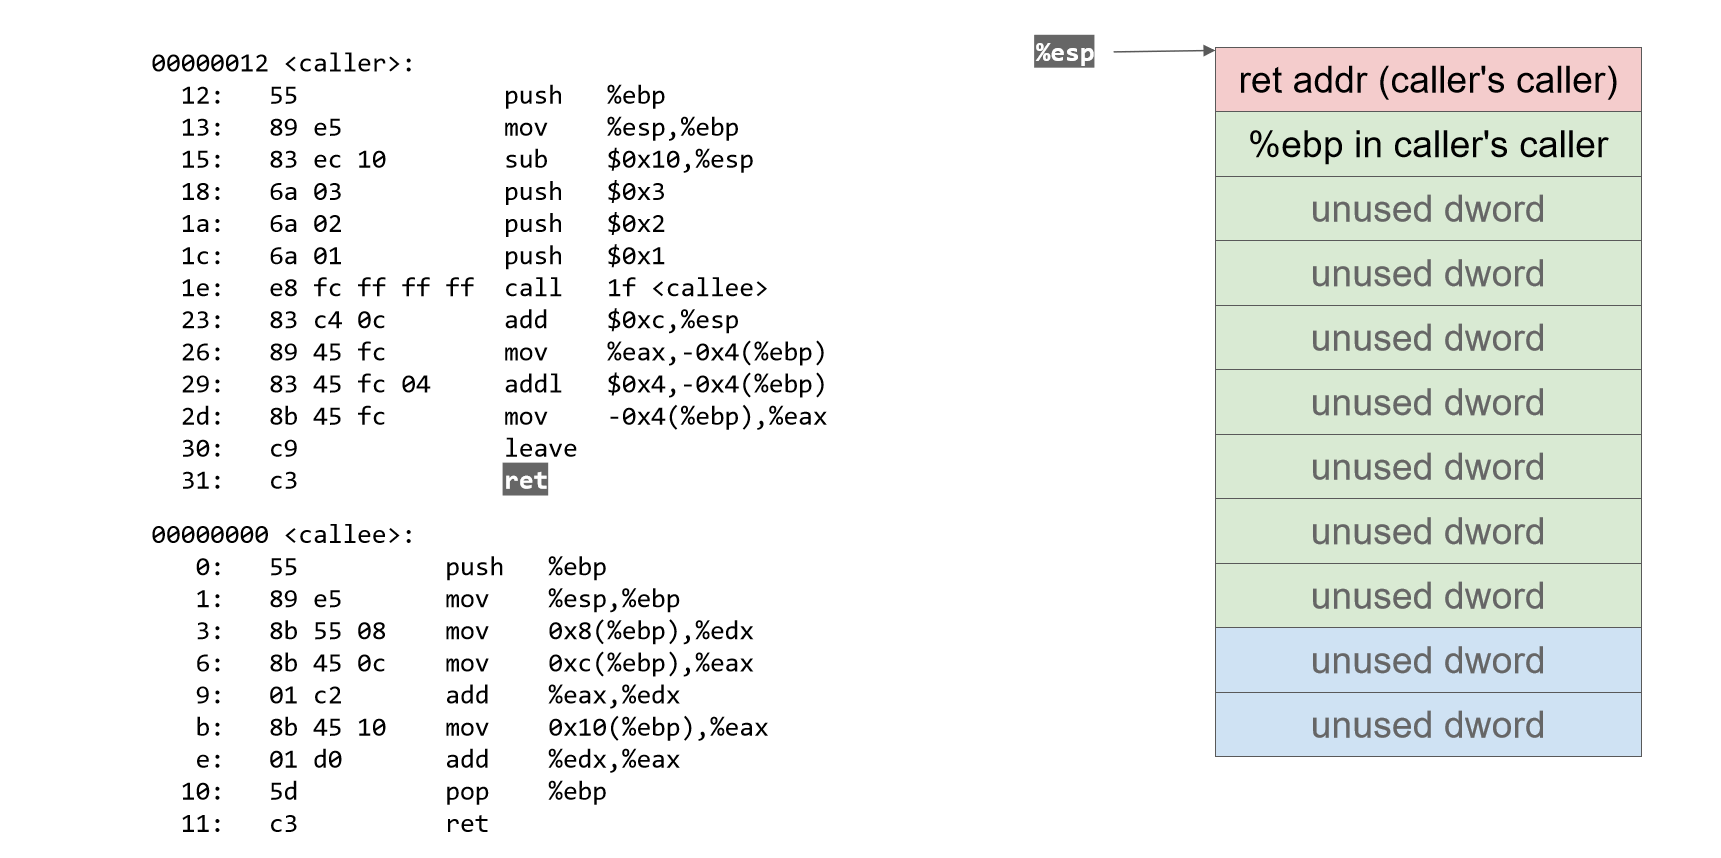 00000012 <caller>:
12: 55 push %ebp
13: 89 e5 mov %esp,%ebp
15: 83 ec 10 sub $0x10,%esp
18: 6a 03 push $0x3
1a: 6a 02 push $0x2
1c: 6a 01 push $0x1
1e: e8 fc ff ff ff call 1f <callee>
23: 83 c4 0c add $0xc,%esp
26: 89 45 fc mov %eax,-0x4(%ebp)
29: 83 45 fc 04 addl $0x4,-0x4(%ebp)
2d: 8b 45 fc mov -0x4(%ebp),%eax
30: c9 leave
31: c3 ret
00000000 <callee>:
0: 55 push %ebp
1: 89 e5 mov %esp,%ebp
3: 8b 55 08 mov 0x8(%ebp),%edx
6: 8b 45 0c mov 0xc(%ebp),%eax
9: 01 c2 add %eax,%edx
b: 8b 45 10 mov 0x10(%ebp),%eax
e: 01 d0 add %edx,%eax
10: 5d pop %ebp
11: c3 ret
%esp
ret addr (caller's caller)
%ebp in caller's caller
unused dword
unused dword
unused dword
unused dword
unused dword
unused dword
unused dword
unused dword
unused dword